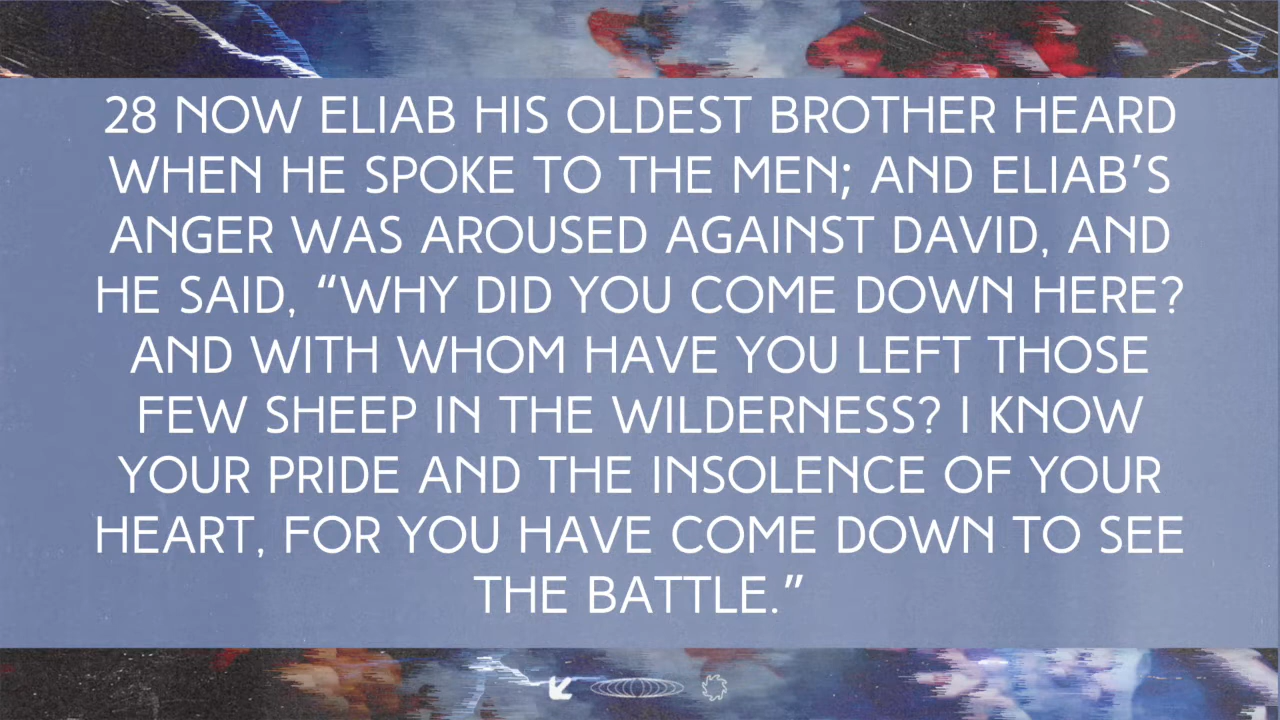 28 NOW ELIAB HIS OLDEST BROTHER HEARD
WHEN HE SPOKE TO THE MEN; AND ELIAB’S
ANGER WAS AROUSED AGAINST DAVID, AND
HE SAID, “WHY DID YOU COME DOWN HERE?
AND WITH WHOM HAVE YOU LEFT THOSE
FEW SHEEP IN THE WILDERNESS? I KNOW
YOUR PRIDE AND THE INSOLENCE OF YOUR
HEART, FOR YOU HAVE COME DOWN TO SEE
THE BATTLE.”